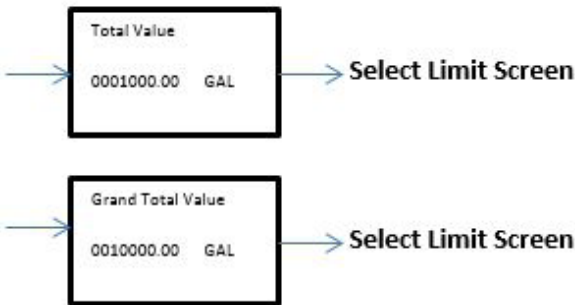 Total Value
0001000.00 GAL
Select Limit Screen
Grand Total Value
0010000.00 GAL
Select Limit Screen